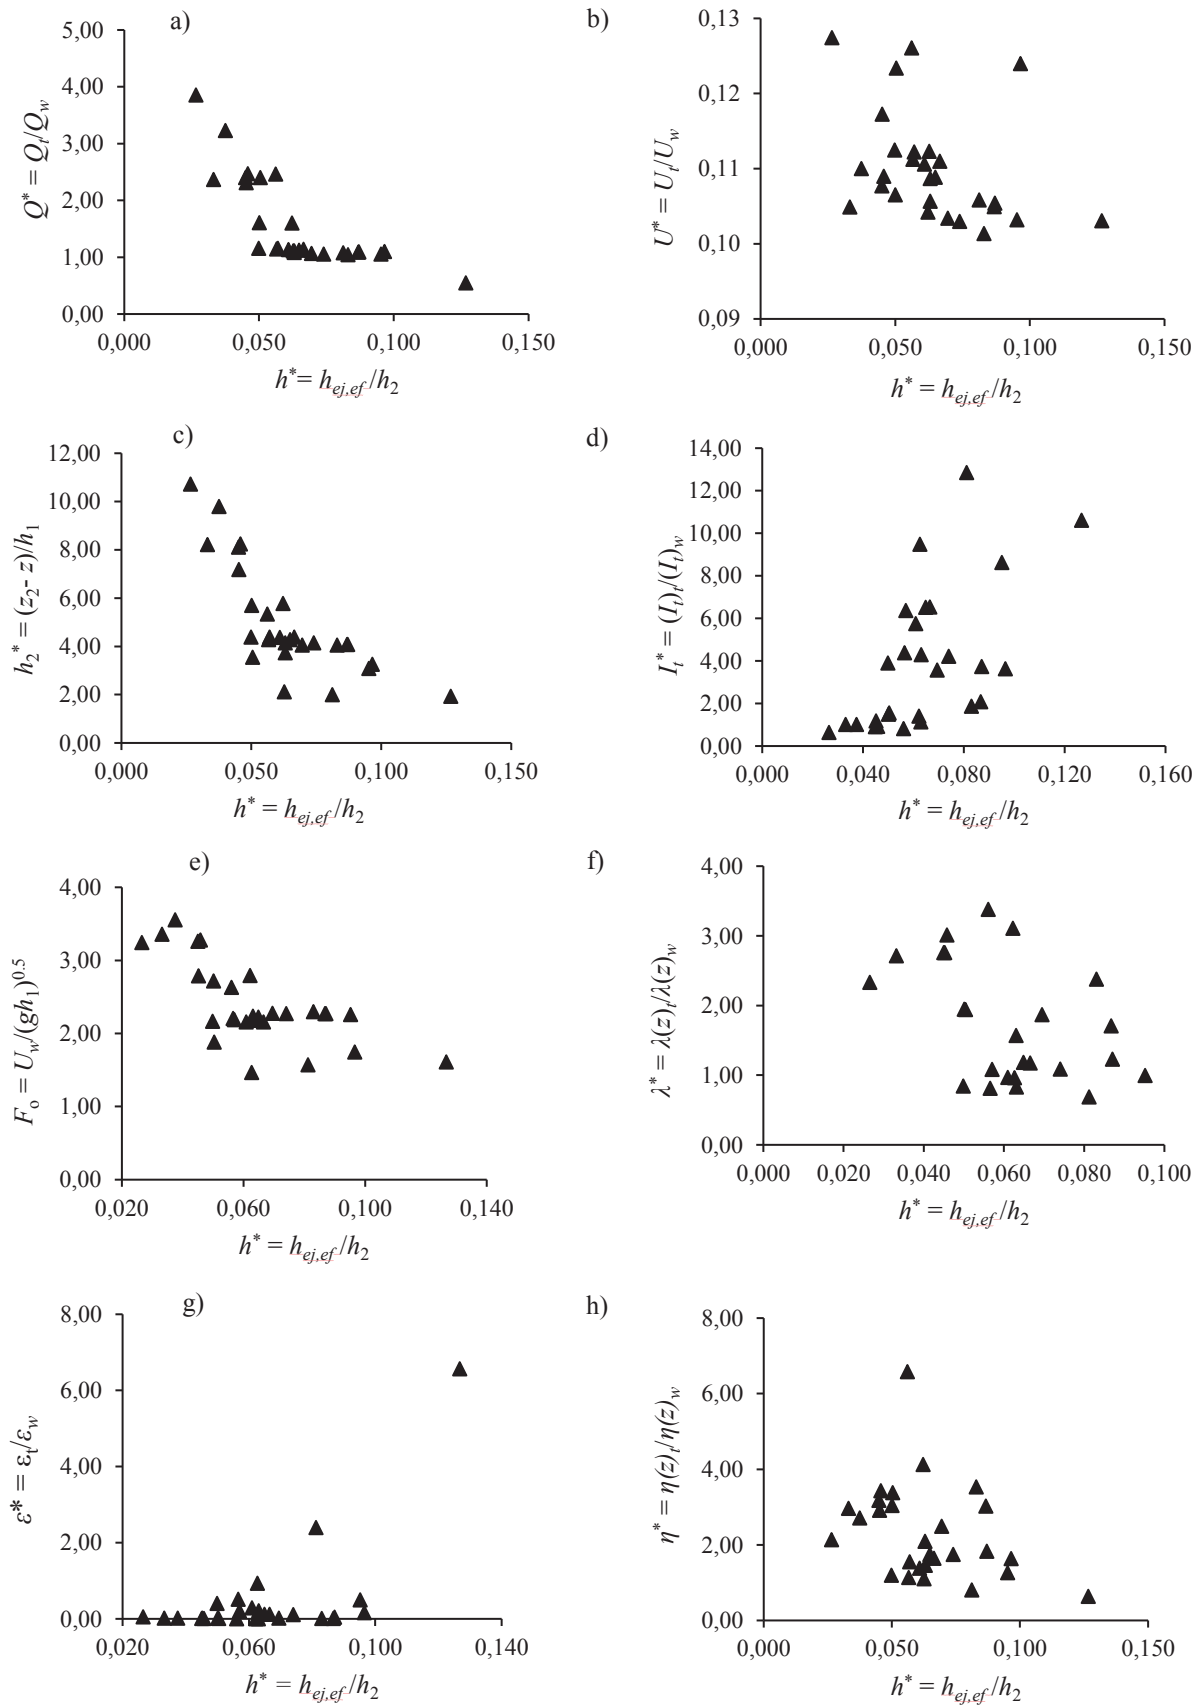 a)
5,00
4,00
3,00
2,00
1,00
0,00
Q* = Qt/Qw
0,000 0,050 0,100 0,150
h*= hej,ef /h2
b)
0,13
0,12
0,11
0,10
0,09
U* = Ut/Uw
0,000 0,050 0,100 0,150
h* = hej,ef /h2
c)
12,00
10,00
8,00
6,00
4,00
2,00
0,00
h2* = (z2- z)/h1
0,000 0,050 0,100 0,150
h* = hej,ef /h2
d)
14,00
12,00
10,00
8,00
6,00
4,00
2,00
0,00
It* = (It)t/(It)w
0,000 0,040 0,080 0,120 0,160
h* = hej,ef /h2
e)
4,00
3,00
2,00
1,00
0,00
Fo = Uw/(gh1)0.5
0,020 0,060 0,100 0,140
h* = hej,ef /h2
f)
4,00
3,00
2,00
1,00
0,00
λ* = λ(z)t/λ(z)w
0,000 0,020 0,040 0,060 0,080 0,100
h* = hej,ef /h2
g)
8,00
6,00
4,00
2,00
0,00
ε* = εt/εw
0,020 0,060 0,100 0,140
h* = hej,ef /h2
h)
8,00
6,00
4,00
2,00
0,00
η* = η(z)t/η(z)w
0,000 0,050 0,100 0,150
h* = hej,ef /h2